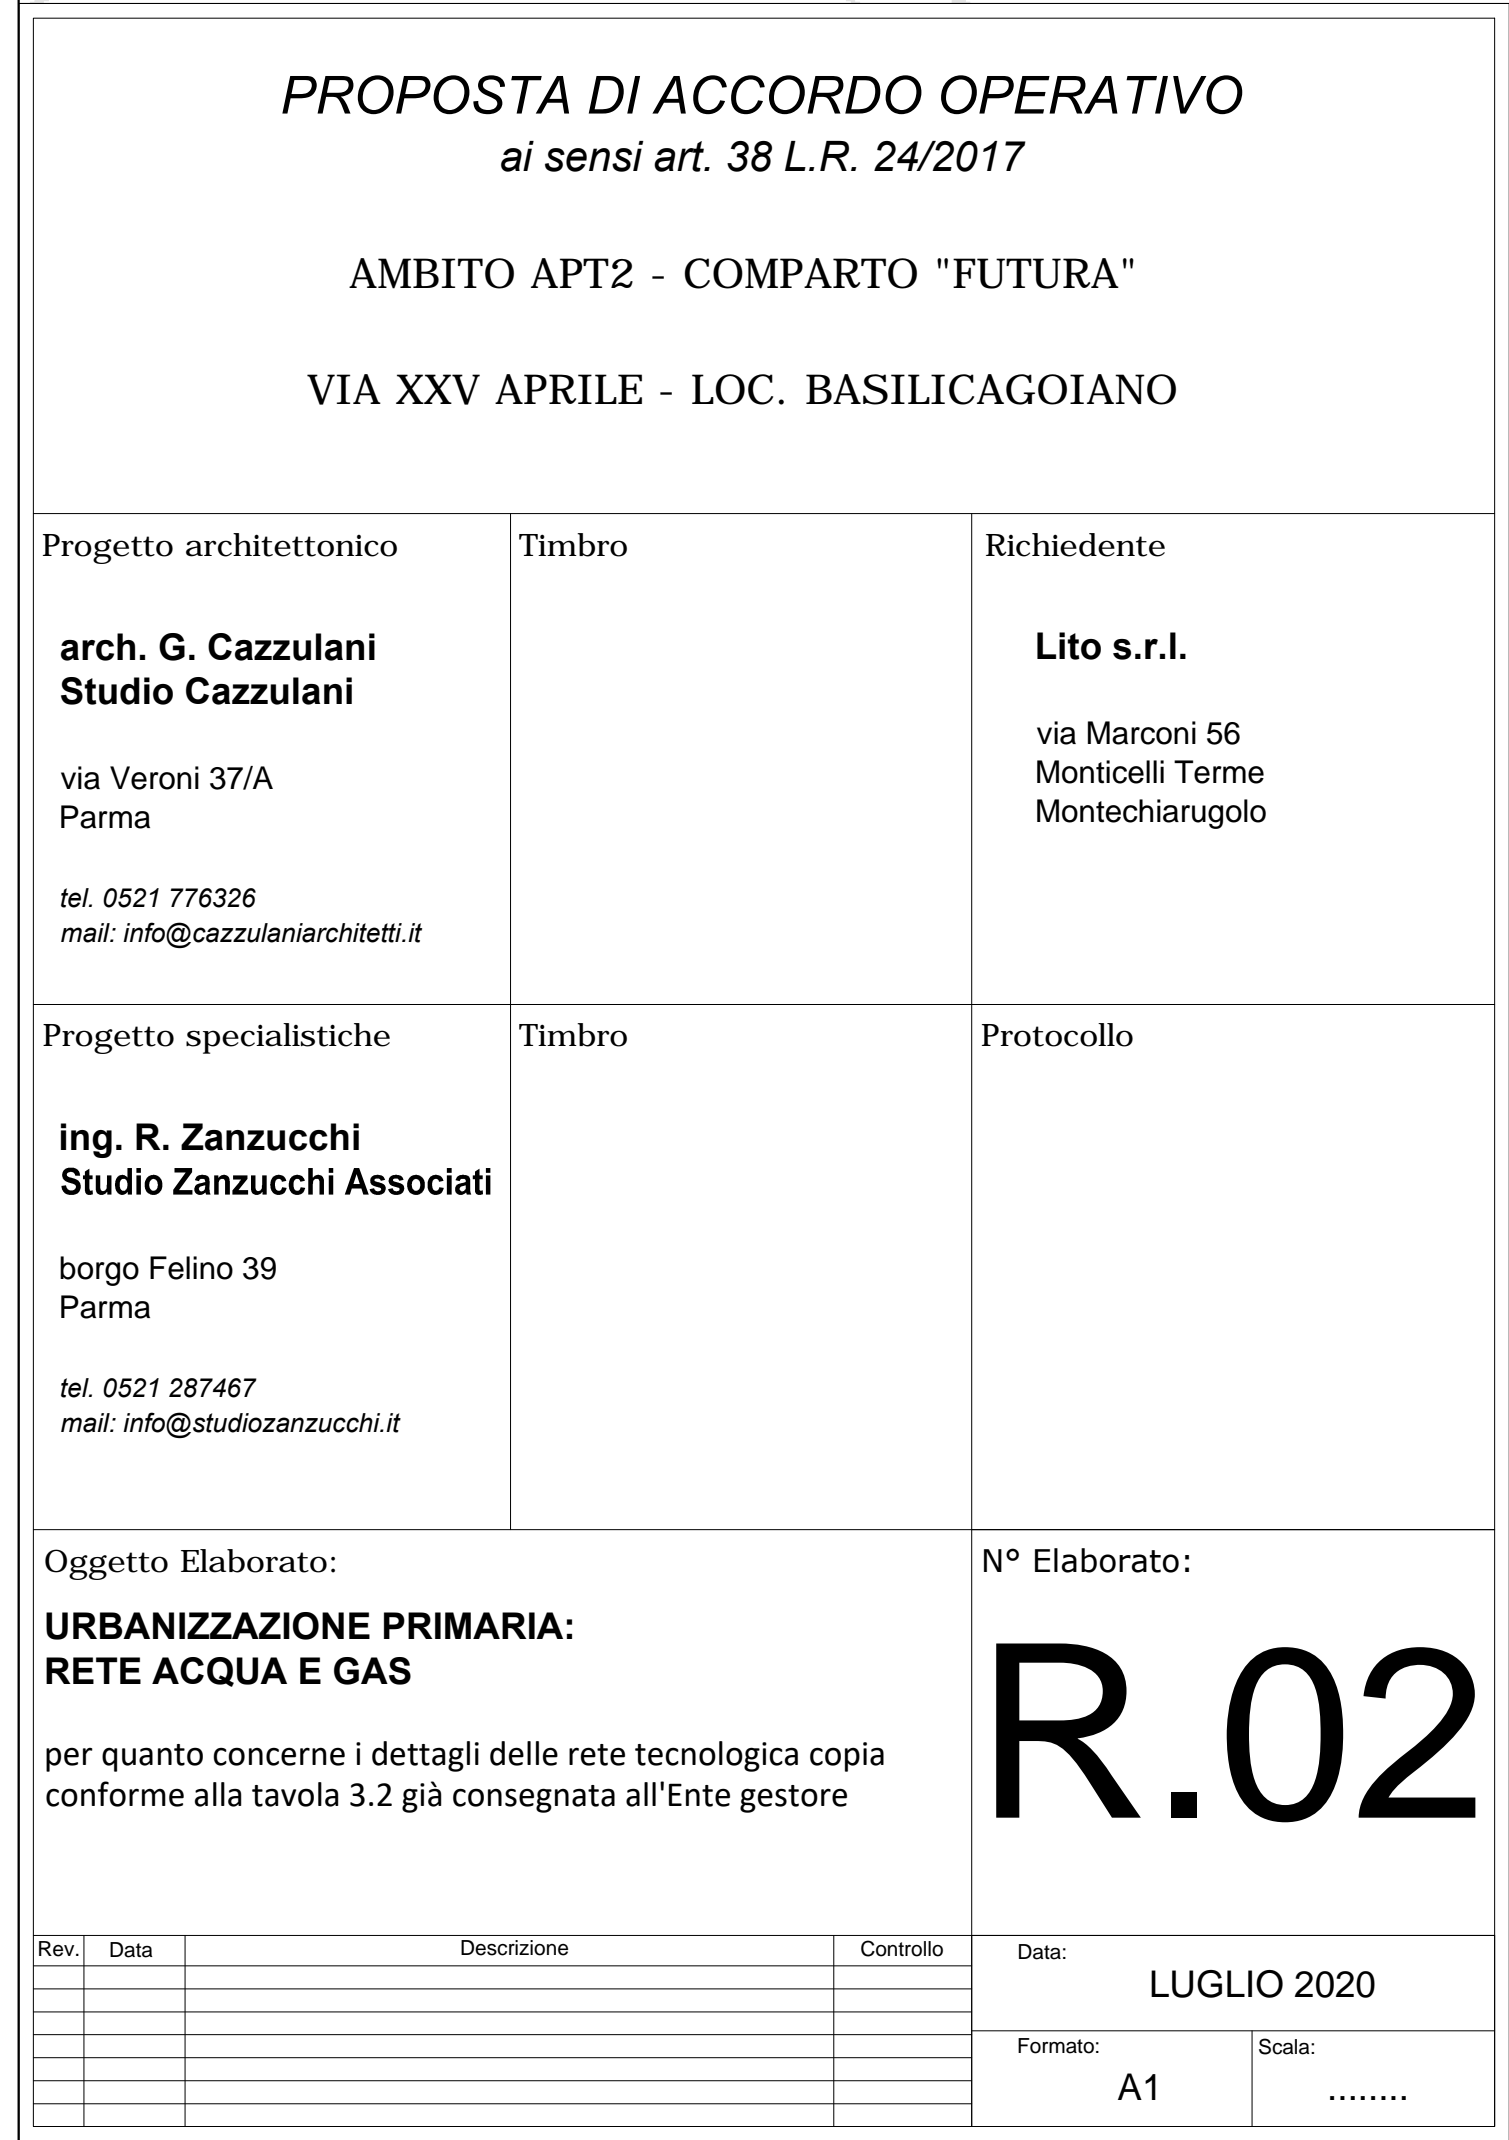 PROPOSTA DI ACCORDO OPERATIVO
ai sensi art. 38 L.R. 24/2017
AMBITO APT2 - COMPARTO "FUTURA"
VIA XXV APRILE - LOC. BASILICAGOIANO
Progetto architettonico
arch. G. Cazzulani
Studio Cazzulani
via Veroni 37/A
Parma
tel. 0521 776326
mail: info@cazzulaniarchitetti.it
Timbro
Richiedente
Lito s.r.l.
via Marconi 56
Monticelli Terme
Montechiarugolo
Progetto specialistiche
ing. R. Zanzucchi
Studio Zanzucchi Associati
borgo Felino 39
Parma
tel. 0521 287467
mail: info@studiozanzucchi.it
Timbro
Protocollo
Oggetto Elaborato:
URBANIZZAZIONE PRIMARIA:
RETE ACQUA E GAS
per quanto concerne i dettagli delle rete tecnologica copia
conforme alla tavola 3.2 già consegnata all'Ente gestore
N° Elaborato:
R.02
Rev. Data Descrizione Controllo
Data:
LUGLIO 2020
Formato:
A1
Scala:
........